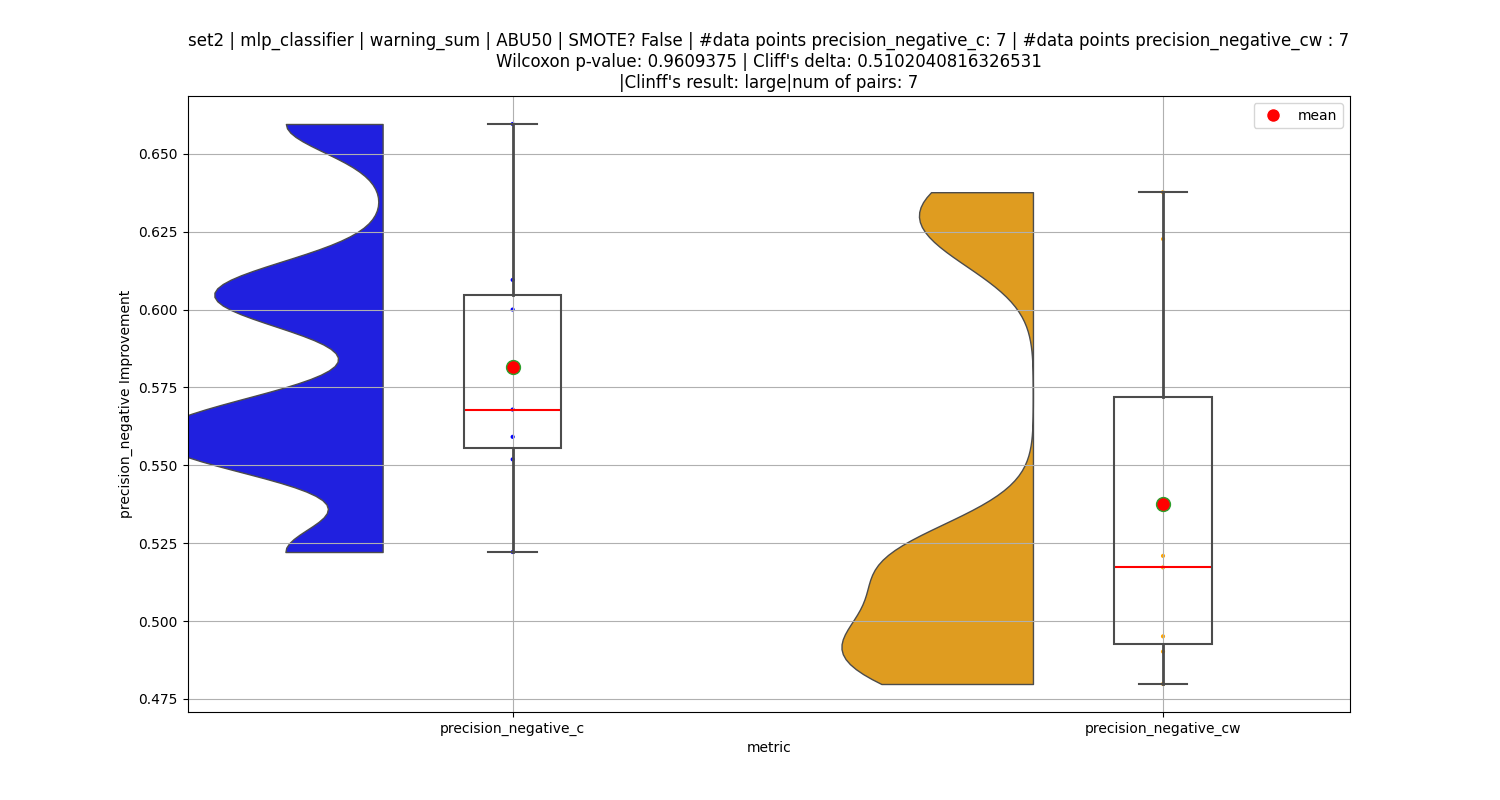 set2 | mlp_classifier | warning_sum | ABU50 | SMOTE? False | #data points precision_negative_c: 7 | #data points precision_negative_cw : 7
Wilcoxon p-value: 0.9609375 | Cliff's delta: 0.5102040816326531
|Clinff's result: large|num of pairs: 7
mean
0.650
0.625
0.600
0.575
0.550
0.525
0.500
0.475
precision_negative Improvement
precision_negative_c
precision_negative_cw
metric